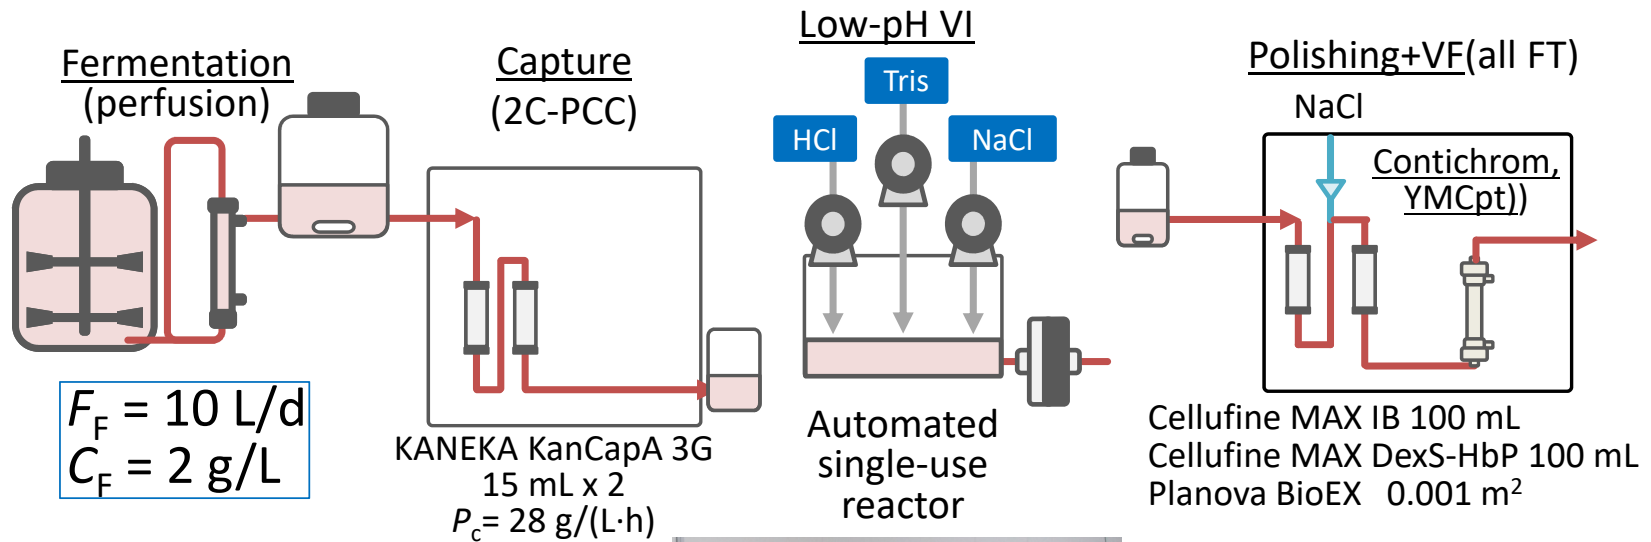 Fermentation
(perfusion)
F_F = 10 L/d
C_F = 2 g/L
Capture
(2C-PCC)
KANEKA KanCapA 3G
15 mL x 2
P_c= 28 g/(L·h)
Low-pH VI
Tris
HCl
NaCl
Automated
single-use
reactor
Polishing+VF(all FT)
NaCl
Contichrom,
YMCpt))
Cellufine MAX IB 100 mL
Cellufine MAX DexS-HbP 100 mL
Planova BioEX 0.001 m²